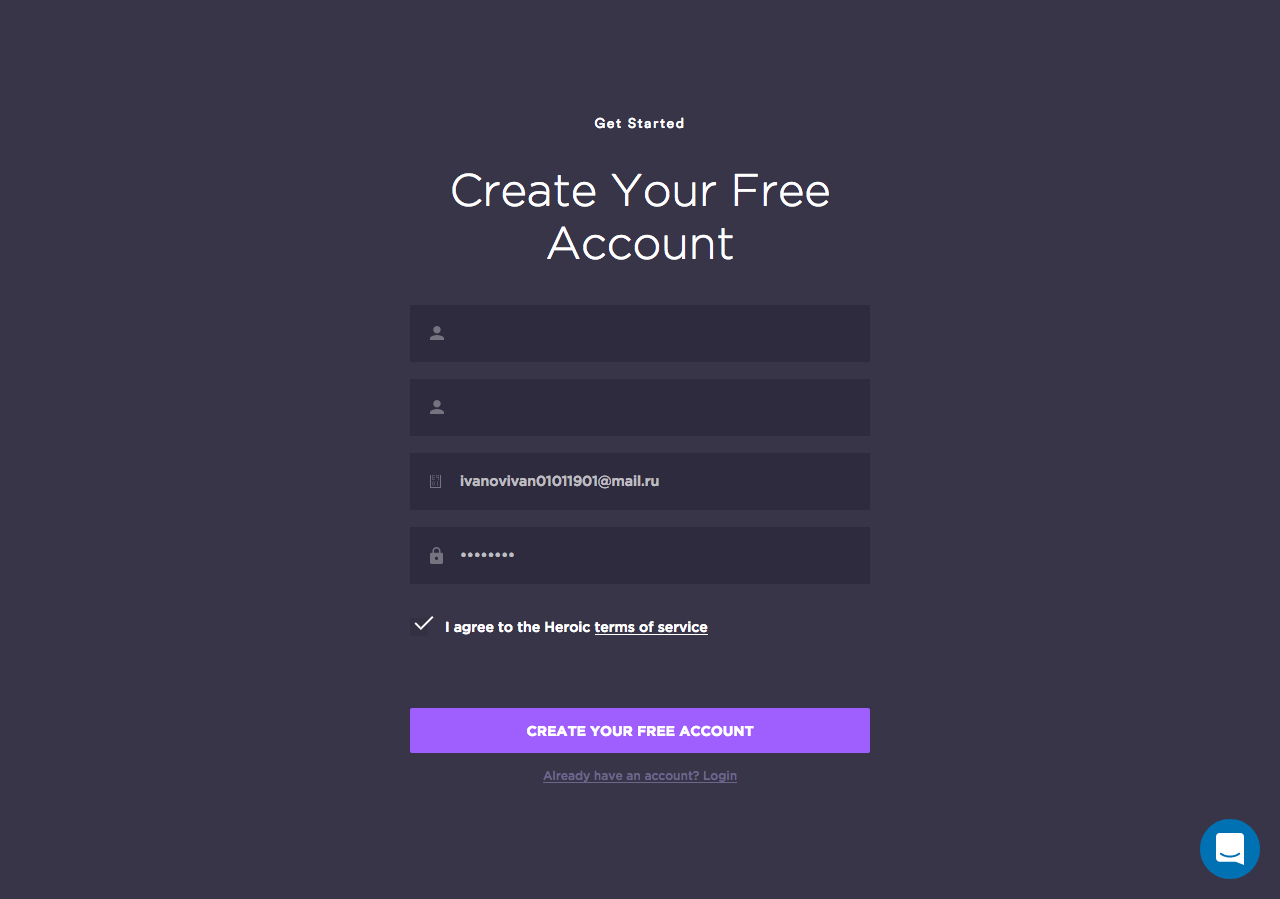 Get Started
Create Your Free
Account
ivanovivan01011901@mail.ru
••••••••
I agree to the Heroic terms of service
CREATE YOUR FREE ACCOUNT
Already have an account? Login